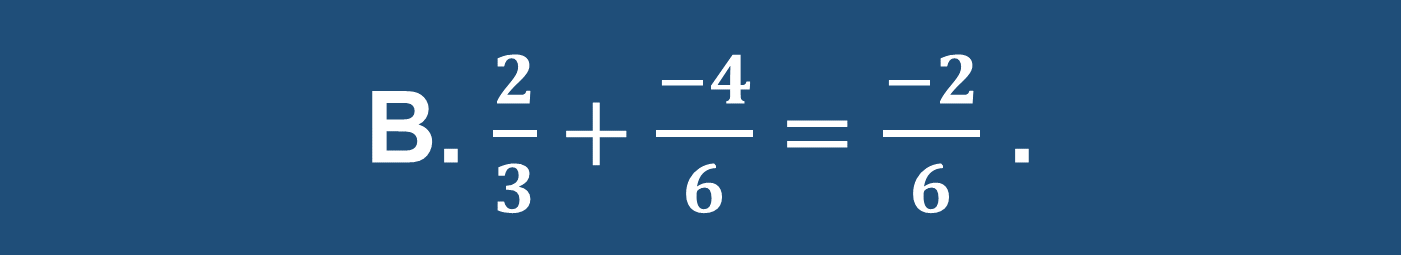 B. 2/3 + -4/6 = -2/6 .